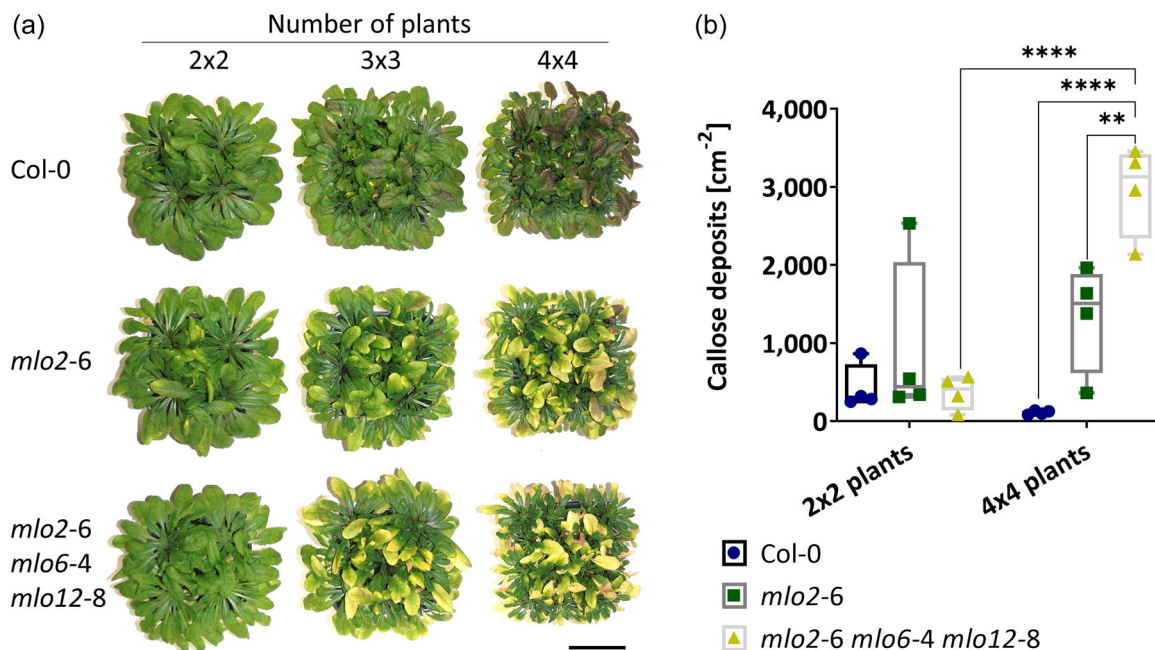 (a)
Number of plants
2x2 3x3 4x4
Col-0
mlo2-6
mlo2-6
mlo6-4
mlo12-8
(b)
****
****
**
Callose deposits [cm⁻²]
4,000
3,000
2,000
1,000
0
2x2 plants
4x4 plants
Col-0
mlo2-6
mlo2-6 mlo6-4 mlo12-8